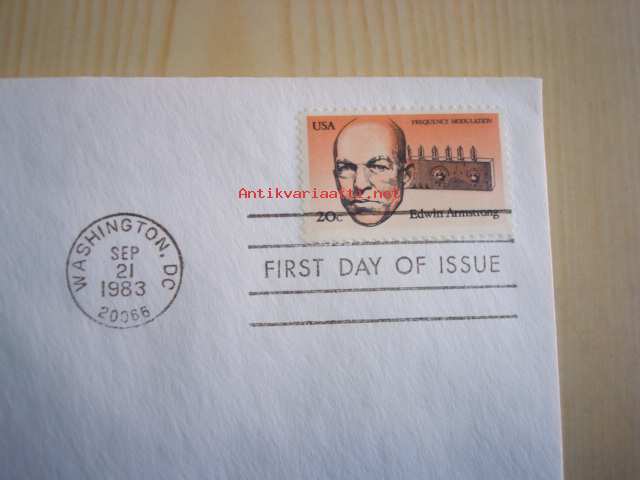 USA
FREQUENCY MODULATION
Antikvariaatti.net
20c
Edwin Armstrong
WASHINGTON, DC
SEP
21
1983
20066
FIRST DAY OF ISSUE